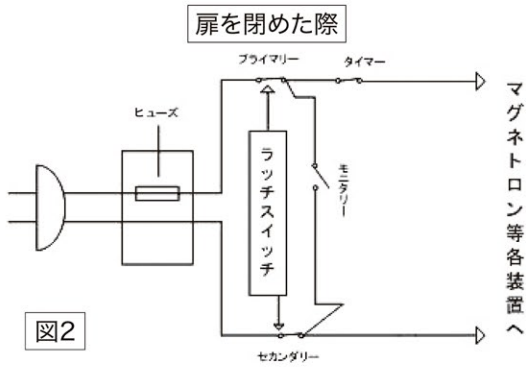 扉を閉めた際
プライマリー
タイマー
ヒューズ
ラッチスイッチ
モニタリー
マグネトロン等各装置へ
図2
セカンダリー